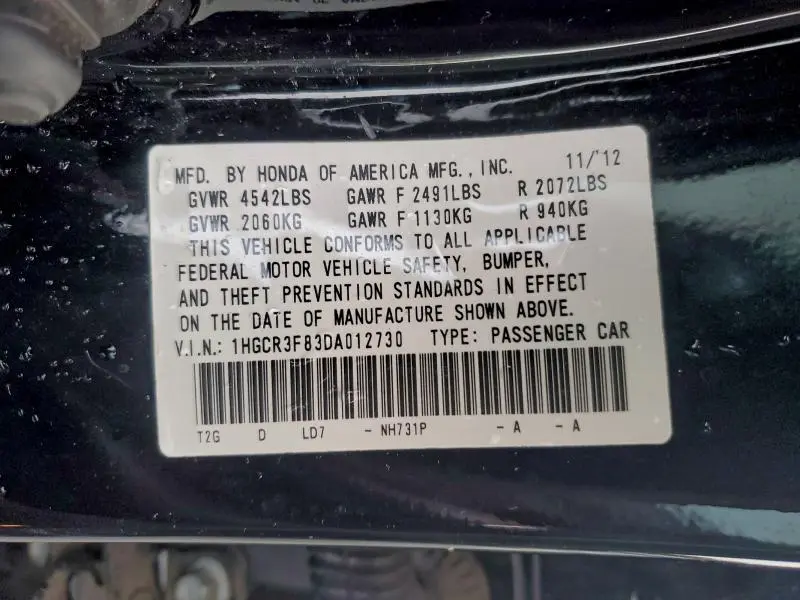 MFD. BY HONDA OF AMERICA MFG., INC. 11/'12
GVWR 4542LBS GAWR F 2491LBS R 2072LBS
GVWR 2060KG GAWR F 1130KG R 940KG
THIS VEHICLE CONFORMS TO ALL APPLICABLE
FEDERAL MOTOR VEHICLE SAFETY, BUMPER,
AND THEFT PREVENTION STANDARDS IN EFFECT
ON THE DATE OF MANUFACTURE SHOWN ABOVE.
V.I.N.: 1HGCR3F83DA012730 TYPE: PASSENGER CAR
T2G D LD7 - NH731P - A - A